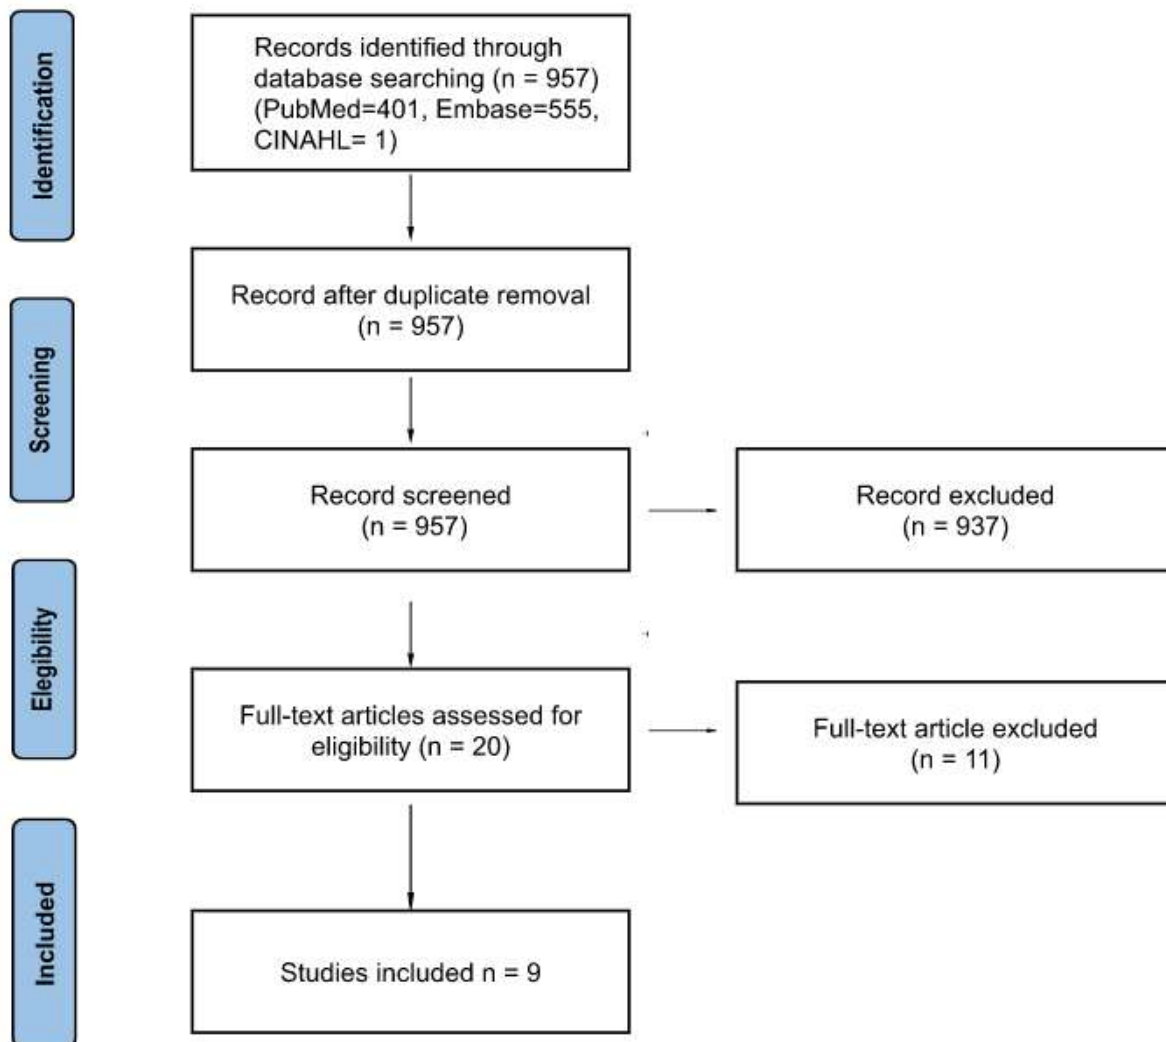 Identification
Records identified through
database searching (n = 957)
(PubMed=401, Embase=555,
CINAHL= 1)
Screening
Record after duplicate removal
(n = 957)
Record screened
(n = 957)
Record excluded
(n = 937)
Elegibility
Full-text articles assessed for
eligibility (n = 20)
Full-text article excluded
(n = 11)
Included
Studies included n = 9